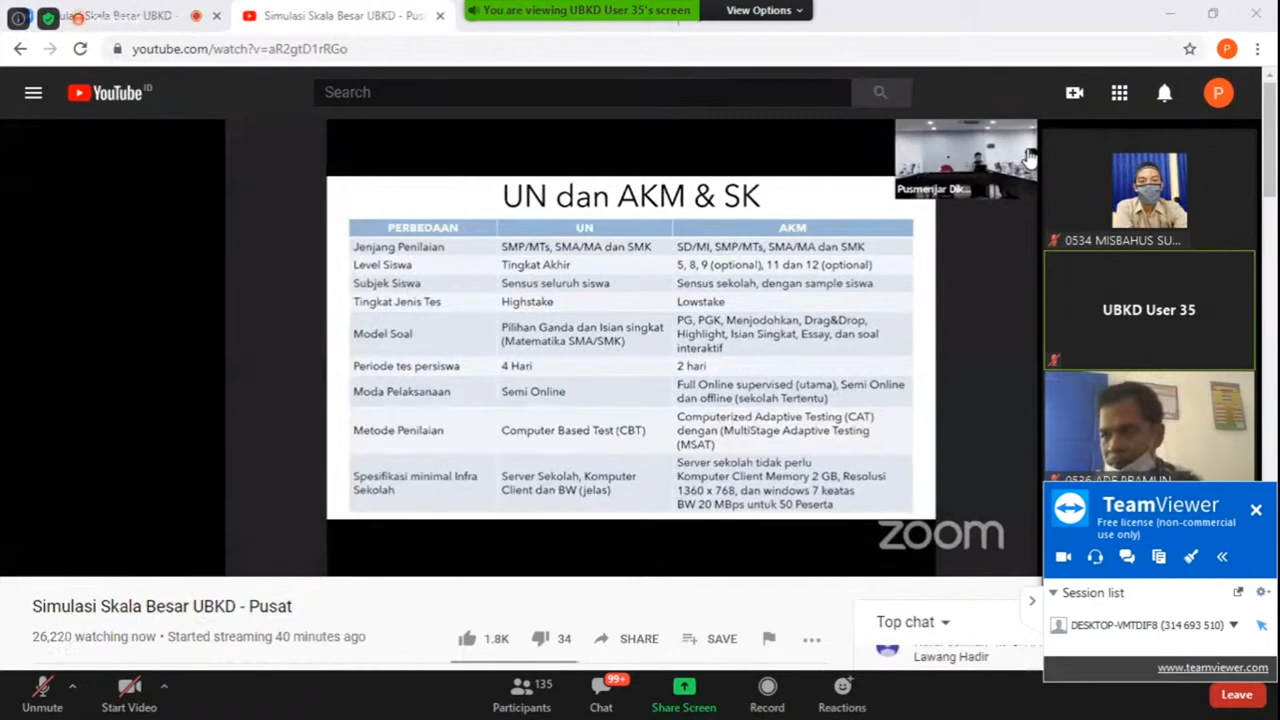 Simulasi Skala Besar UBKD - Pus
You are viewing UBKD User 35's screen
View Options
youtube.com/watch?v=aR2gtD1rRGo
YouTube ID
Search
P
P
UN dan AKM & SK
PERBEDAAN UN AKM
Jenjang Penilaian SMP/MTs, SMA/MA dan SMK SD/MI, SMP/MTs, SMA/MA dan SMK
Level Siswa Tingkat Akhir 5, 8, 9 (optional), 11 dan 12 (optional)
Subjek Siswa Sensus seluruh siswa Sensus sekolah, dengan sample siswa
Tingkat Jenis Tes Highstake Lowstake
Model Soal Pilihan Ganda dan Isian singkat (Matematika SMA/SMK) PG, PGK, Menjodohkan, Drag&Drop, Highlight, Isian Singkat, Essay, dan soal interaktif
Periode tes persiswa 4 Hari 2 hari
Moda Pelaksanaan Semi Online Full Online supervised (utama), Semi Online dan offline (sekolah Tertentu)
Metode Penilaian Computer Based Test (CBT) Computerized Adaptive Testing (CAT) dengan (MultiStage Adaptive Testing (MSAT)
Spesifikasi minimal Infra Sekolah Server Sekolah, Komputer Client dan BW (jelas) Server sekolah tidak perlu Komputer Client Memory 2 GB, Resolusi 1360 x 768, dan windows 7 keatas BW 20 MBps untuk 50 Peserta
zoom
Pusmenjar Dik...
0534 MISBAHUS SU...
UBKD User 35
TeamViewer
Free license (non-commercial
use only)
Session list
DESKTOP-VMTDIF8 (314 693 510)
www.teamviewer.com
Simulasi Skala Besar UBKD - Pusat
26,220 watching now • Started streaming 40 minutes ago
1.8K 34 SHARE SAVE
Top chat
Lawang Hadir
Unmute
Start Video
135
Participants
99+
Chat
Share Screen
Record
Reactions
Leave